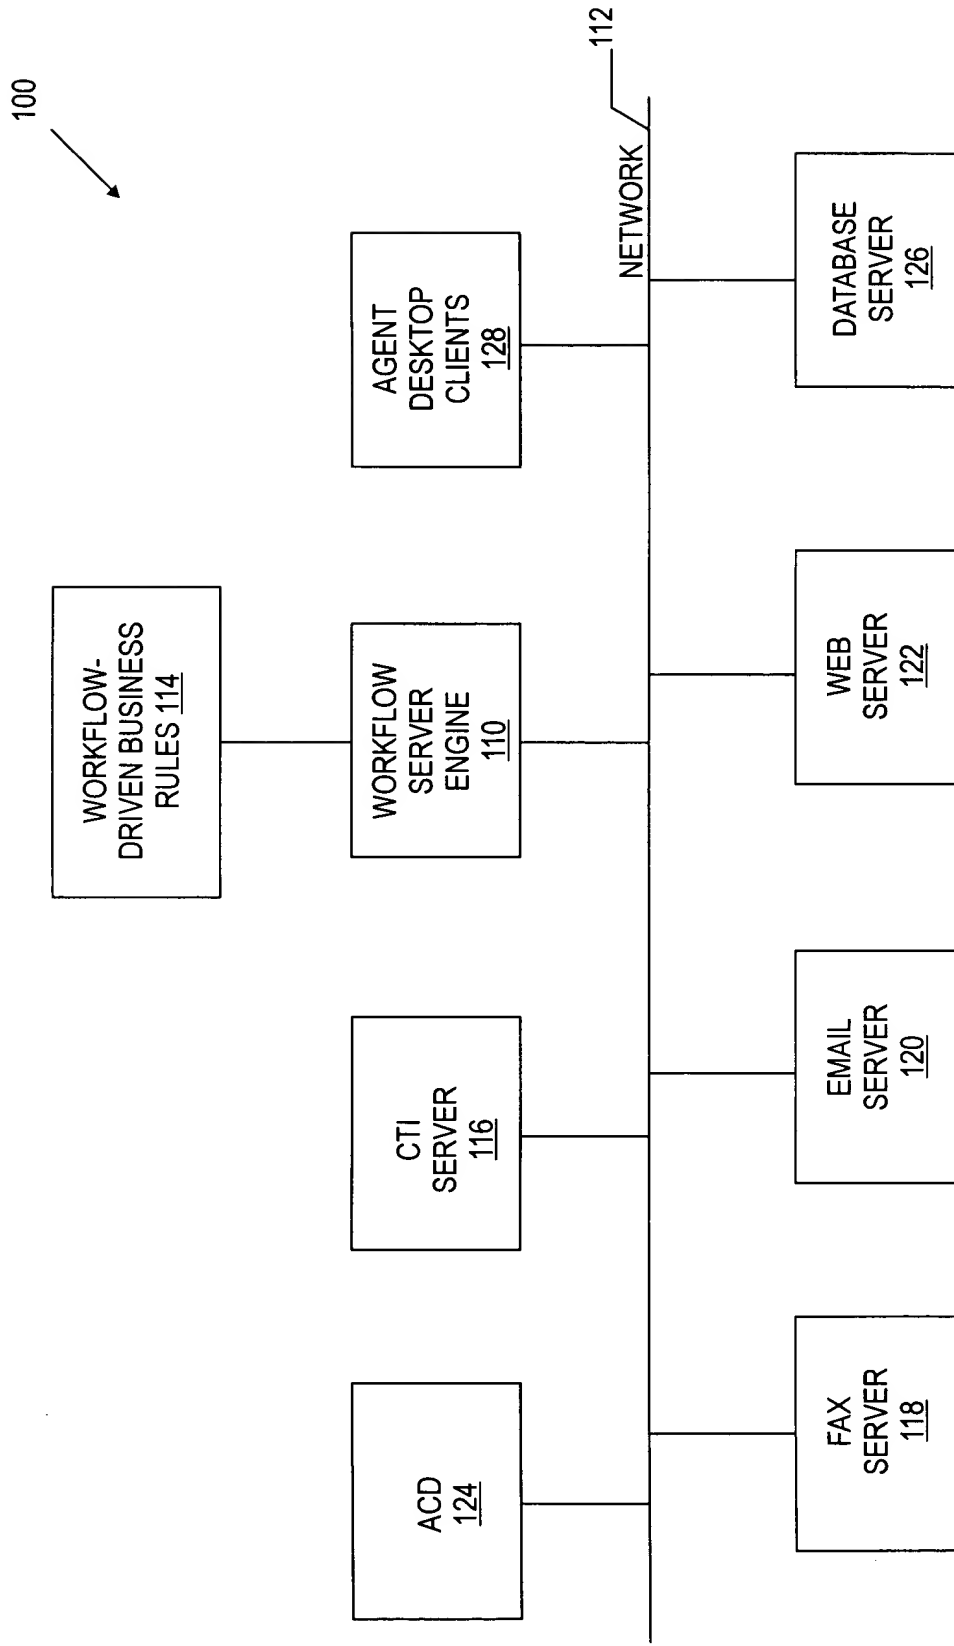 100
WORKFLOW-
DRIVEN BUSINESS
RULES 114
ACD
124
CTI
SERVER
116
WORKFLOW
SERVER
ENGINE
110
AGENT
DESKTOP
CLIENTS
128
NETWORK
112
FAX
SERVER
118
EMAIL
SERVER
120
WEB
SERVER
122
DATABASE
SERVER
126